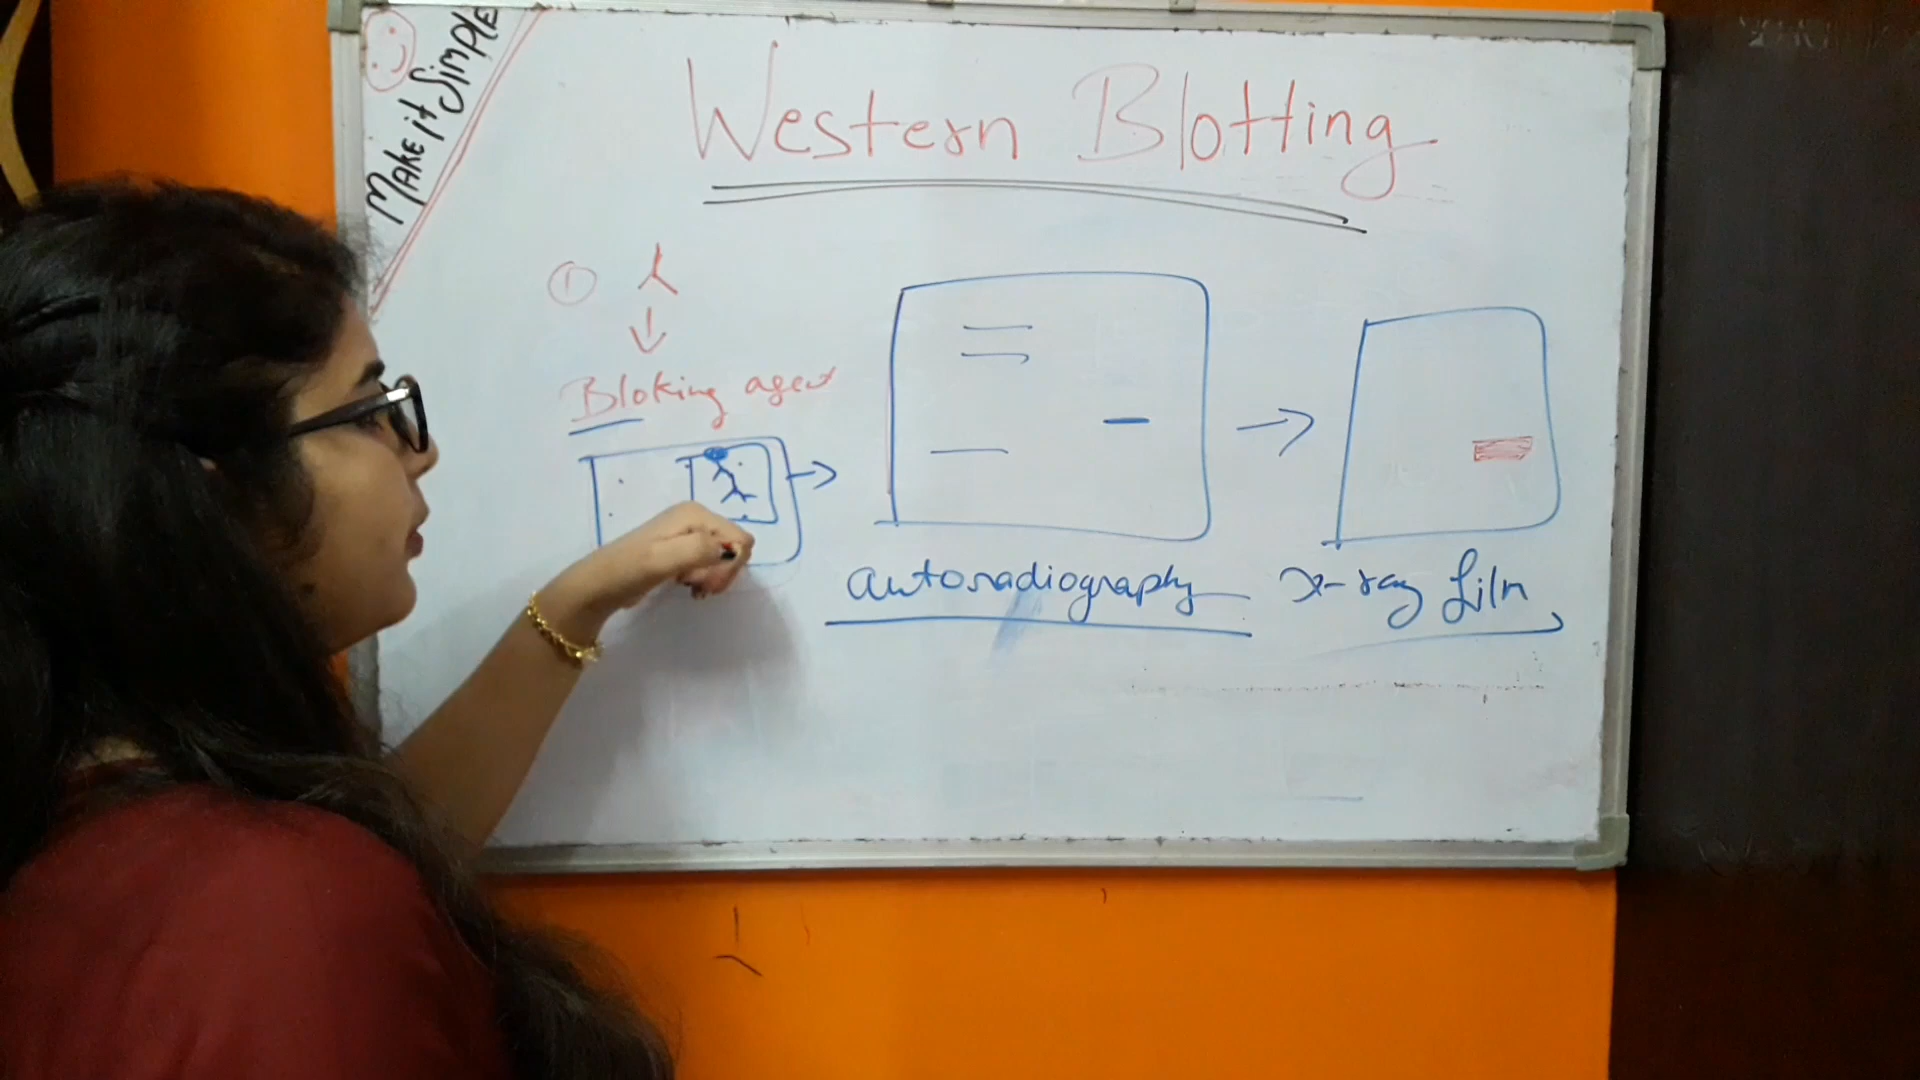 Make it Simple
Western Blotting
①
Bloking agent
autoradiography
X-ray film